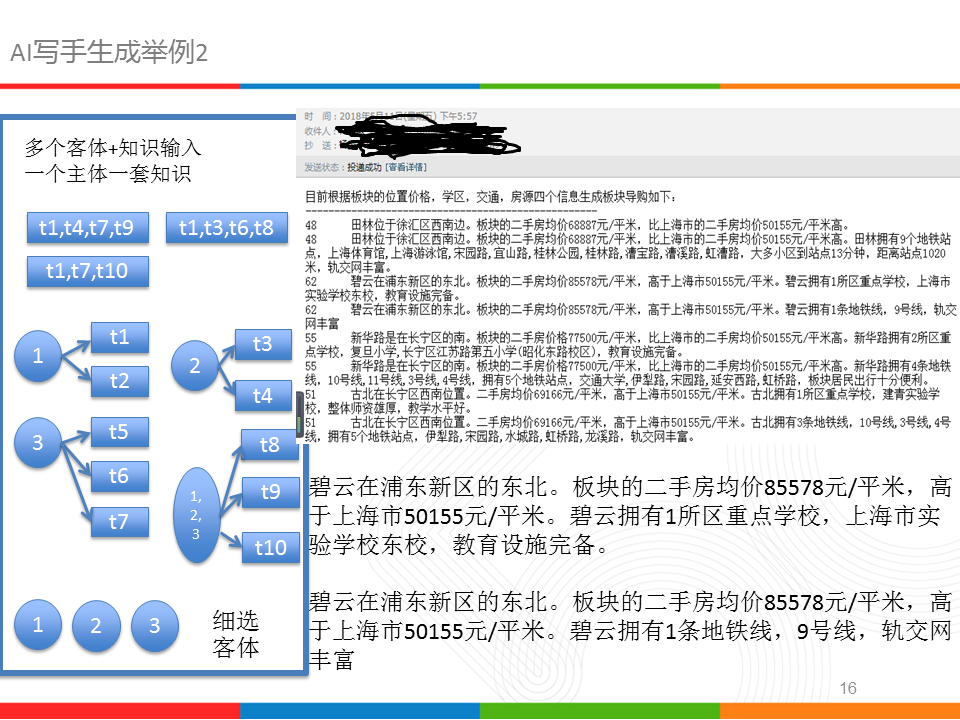 AI写手生成举例2
多个客体+知识输入
一个主体一套知识
t1,t4,t7,t9
t1,t3,t6,t8
t1,t7,t10
1
t1
t2
2
t3
t4
3
t5
t6
t7
1,
2,
3
t8
t9
t10
1
2
3
细选
客体
时 间：2018年5月11日(星期五) 下午5:57
收件人：
抄 送：
发送状态：投递成功 [查看详情]
目前根据板块的位置价格，学区，交通，房源四个信息生成板块导购如下：
--------------------------------------------------
48 田林位于徐汇区西南边。板块的二手房均价68887元/平米，比上海市的二手房均价50155元/平米高。
48 田林位于徐汇区西南边。板块的二手房均价68887元/平米，比上海市的二手房均价50155元/平米高。田林拥有9个地铁站
点，上海体育馆,上海游泳馆,宋园路,宜山路,桂林公园,桂林路,漕宝路,漕溪路,虹漕路，大多小区到站点13分钟，距离站点1020
米，轨交网丰富。
62 碧云在浦东新区的东北。板块的二手房均价85578元/平米，高于上海市50155元/平米。碧云拥有1所区重点学校，上海市
实验学校东校，教育设施完备。
62 碧云在浦东新区的东北。板块的二手房均价85578元/平米，高于上海市50155元/平米。碧云拥有1条地铁线，9号线，轨交
网丰富
55 新华路是在长宁区的南。板块的二手房价格77500元/平米，比上海市的二手房均价50155元/平米高。新华路拥有2所区重
点学校，复旦小学,长宁区江苏路第五小学(昭化东路校区)，教育设施完备。
55 新华路是在长宁区的南。板块的二手房价格77500元/平米，比上海市的二手房均价50155元/平米高。新华路拥有4条地铁
线，10号线,11号线,3号线,4号线，拥有5个地铁站点，交通大学,伊犁路,宋园路,延安西路,虹桥路，板块居民出行十分便利。
51 古北在长宁区西南位置。二手房均价69166元/平米，高于上海市50155元/平米。古北拥有1所区重点学校，建青实验学
校，整体师资雄厚，教学水平好。
51 古北在长宁区西南位置。二手房均价69166元/平米，高于上海市50155元/平米。古北拥有3条地铁线，10号线,3号线,4号
线，拥有5个地铁站点，伊犁路,宋园路,水城路,虹桥路,龙溪路，轨交网丰富。
碧云在浦东新区的东北。板块的二手房均价85578元/平米，高
于上海市50155元/平米。碧云拥有1所区重点学校，上海市实
验学校东校，教育设施完备。
碧云在浦东新区的东北。板块的二手房均价85578元/平米，高
于上海市50155元/平米。碧云拥有1条地铁线，9号线，轨交网
丰富
16